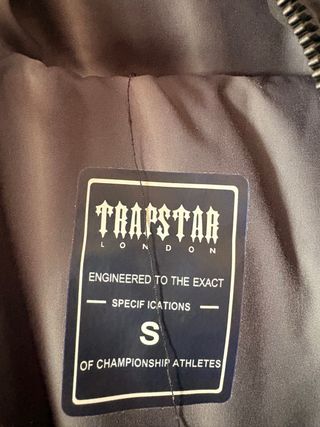 TRAPSTAR
LONDON
ENGINEERED TO THE EXACT
SPECIFICATIONS
S
OF CHAMPIONSHIP ATHLETES